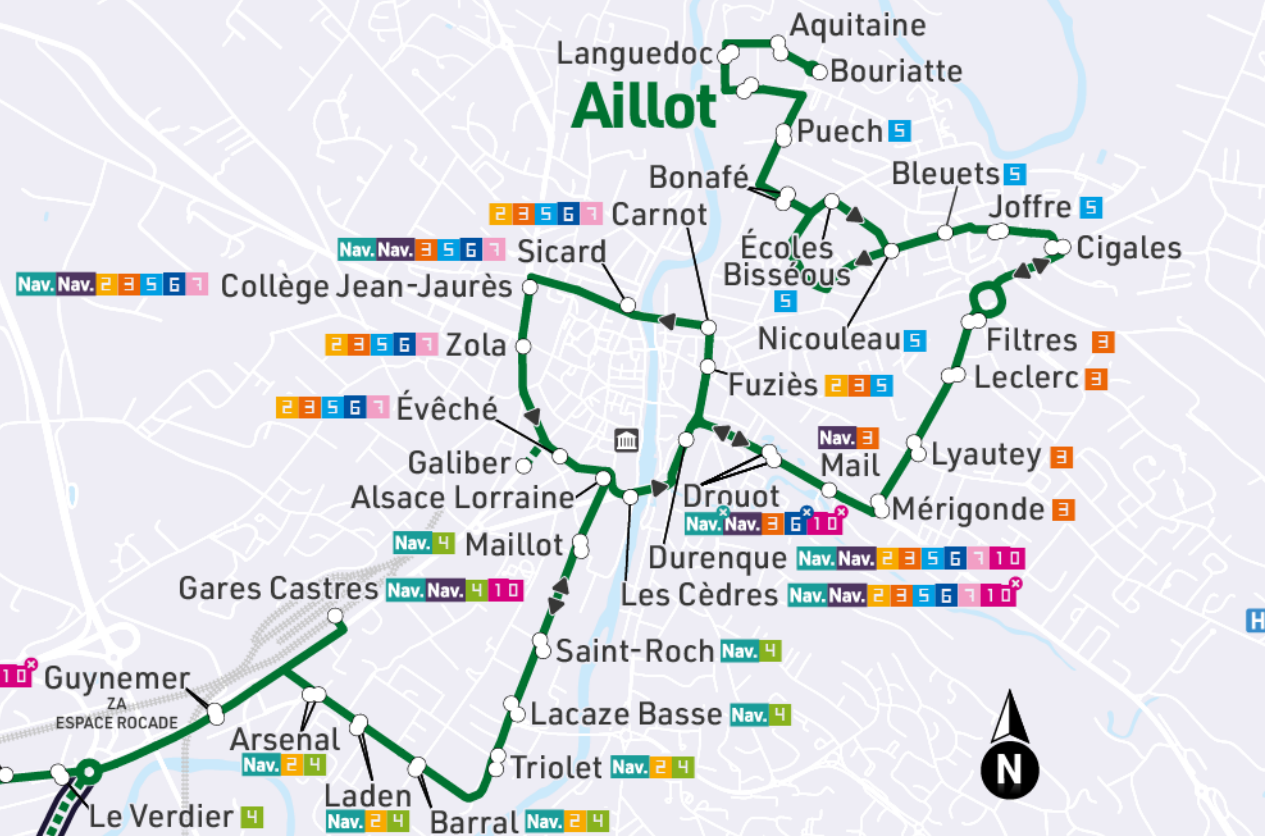 Aquitaine
Languedoc
Bouriatte
Aillot
Puech 5
Bonafé
Bleuets 5
2 3 5 6 7 Carnot
Joffre 5
Nav. Nav. 3 5 6 7 Sicard
Écoles
Bisséous
5
Cigales
Nav. Nav. 2 3 5 6 7 Collège Jean-Jaurès
2 3 5 6 7 Zola
Nicouleau 5
Filtres 3
Fuziès 2 3 5
Leclerc 3
2 3 5 6 7 Évêché
Nav. 3
Mail
Galiber
Lyautey 3
Alsace Lorraine
Drouot
Nav.x Nav. 3 6x 10x
Mérigonde 3
Nav. 4 Maillot
Durenque Nav. Nav. 2 3 5 6 7 10
Gares Castres Nav. Nav. 4 10
Les Cèdres Nav. Nav. 2 3 5 6 7 10x
H
Saint-Roch Nav. 4
10x Guynemer
ZA
ESPACE ROCADE
Lacaze Basse Nav. 4
Arsenal
Nav. 2 4
Triolet Nav. 2 4
N
Laden
Nav. 2 4
Le Verdier 4
Barral Nav. 2 4